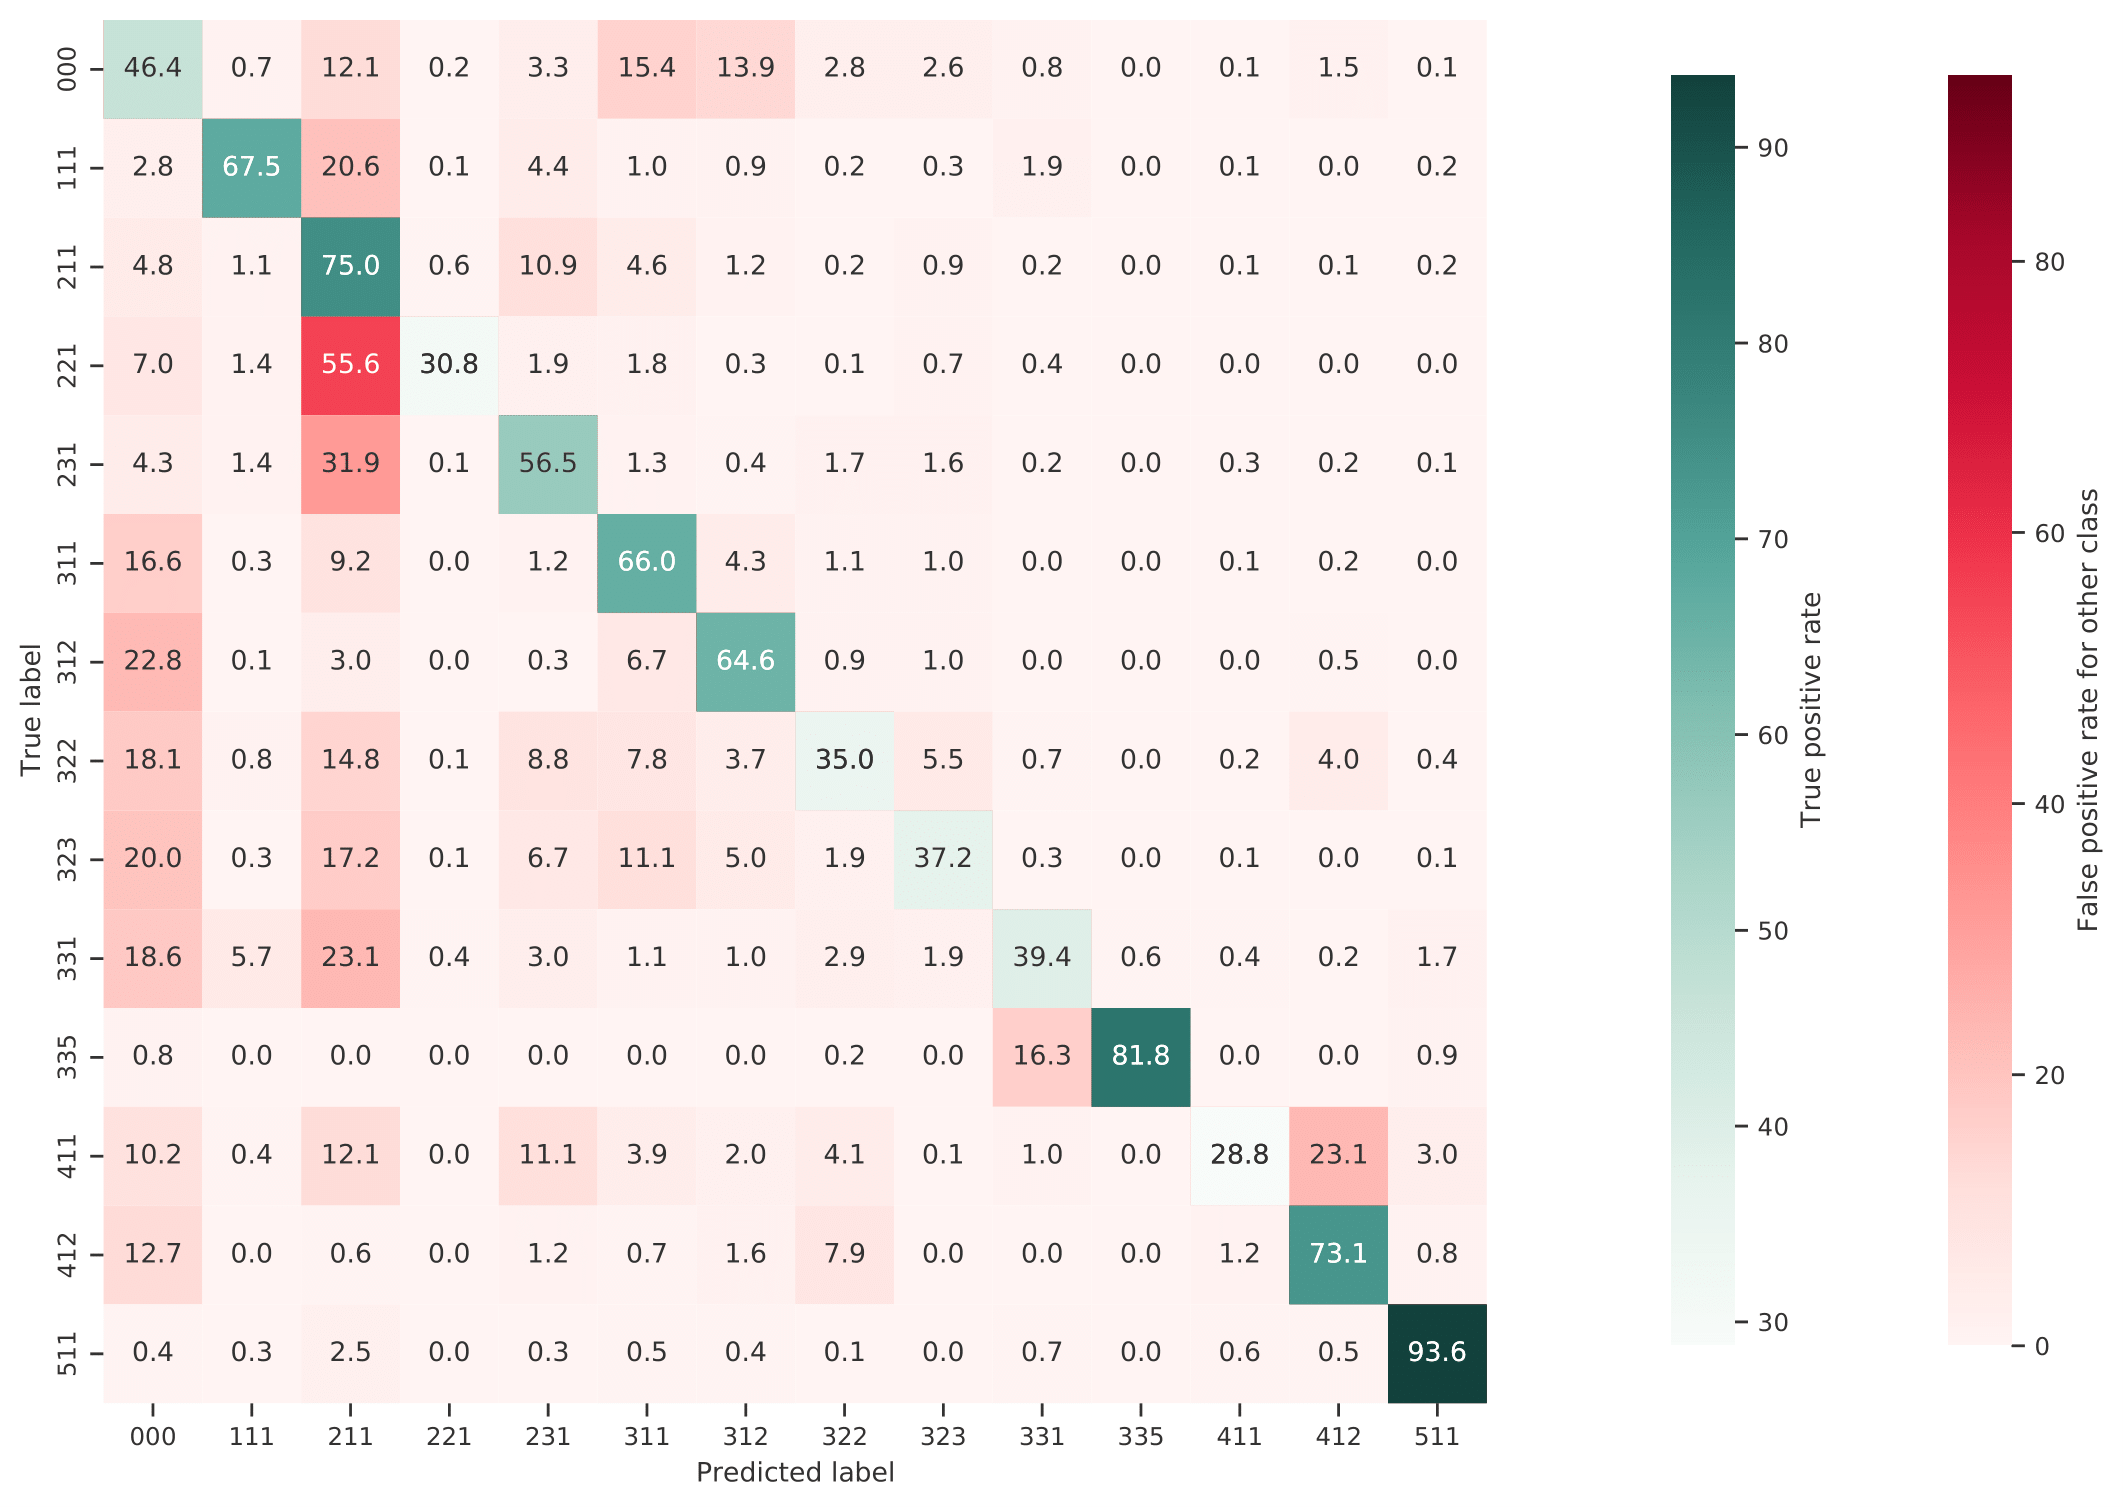 000 46.4 0.7 12.1 0.2 3.3 15.4 13.9 2.8 2.6 0.8 0.0 0.1 1.5 0.1
111 2.8 67.5 20.6 0.1 4.4 1.0 0.9 0.2 0.3 1.9 0.0 0.1 0.0 0.2
211 4.8 1.1 75.0 0.6 10.9 4.6 1.2 0.2 0.9 0.2 0.0 0.1 0.1 0.2
221 7.0 1.4 55.6 30.8 1.9 1.8 0.3 0.1 0.7 0.4 0.0 0.0 0.0 0.0
231 4.3 1.4 31.9 0.1 56.5 1.3 0.4 1.7 1.6 0.2 0.0 0.3 0.2 0.1
311 16.6 0.3 9.2 0.0 1.2 66.0 4.3 1.1 1.0 0.0 0.0 0.1 0.2 0.0
312 22.8 0.1 3.0 0.0 0.3 6.7 64.6 0.9 1.0 0.0 0.0 0.0 0.5 0.0
322 18.1 0.8 14.8 0.1 8.8 7.8 3.7 35.0 5.5 0.7 0.0 0.2 4.0 0.4
323 20.0 0.3 17.2 0.1 6.7 11.1 5.0 1.9 37.2 0.3 0.0 0.1 0.0 0.1
331 18.6 5.7 23.1 0.4 3.0 1.1 1.0 2.9 1.9 39.4 0.6 0.4 0.2 1.7
335 0.8 0.0 0.0 0.0 0.0 0.0 0.0 0.2 0.0 16.3 81.8 0.0 0.0 0.9
411 10.2 0.4 12.1 0.0 11.1 3.9 2.0 4.1 0.1 1.0 0.0 28.8 23.1 3.0
412 12.7 0.0 0.6 0.0 1.2 0.7 1.6 7.9 0.0 0.0 0.0 1.2 73.1 0.8
511 0.4 0.3 2.5 0.0 0.3 0.5 0.4 0.1 0.0 0.7 0.0 0.6 0.5 93.6
000 111 211 221 231 311 312 322 323 331 335 411 412 511
Predicted label
True label
90
80
70
60
50
40
30
True positive rate
80
60
40
20
0
False positive rate for other class